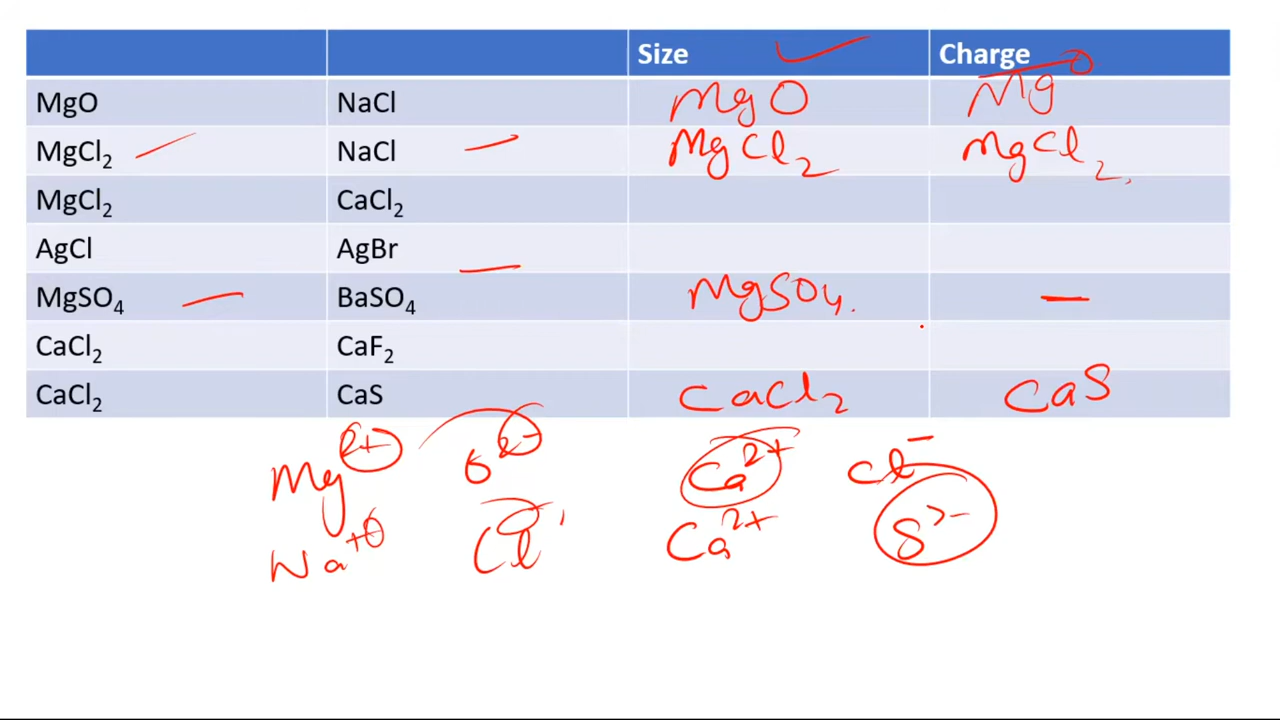 Size Charge
MgO NaCl MgO MgO
MgCl₂ NaCl MgCl₂ MgCl₂
MgCl₂ CaCl₂
AgCl AgBr
MgSO₄ BaSO₄ MgSO₄ —
CaCl₂ CaF₂
CaCl₂ CaS CaCl₂ CaS
Mg²⁺ O²⁻ Ca²⁺ Cl⁻
Na⁺ Cl⁻ Ca²⁺ S²⁻